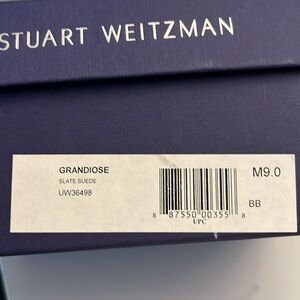 STUART WEITZMAN
GRANDIOSE
SLATE SUEDE
UW36498
M9.0
8 87550 00355 8
UPC
BB